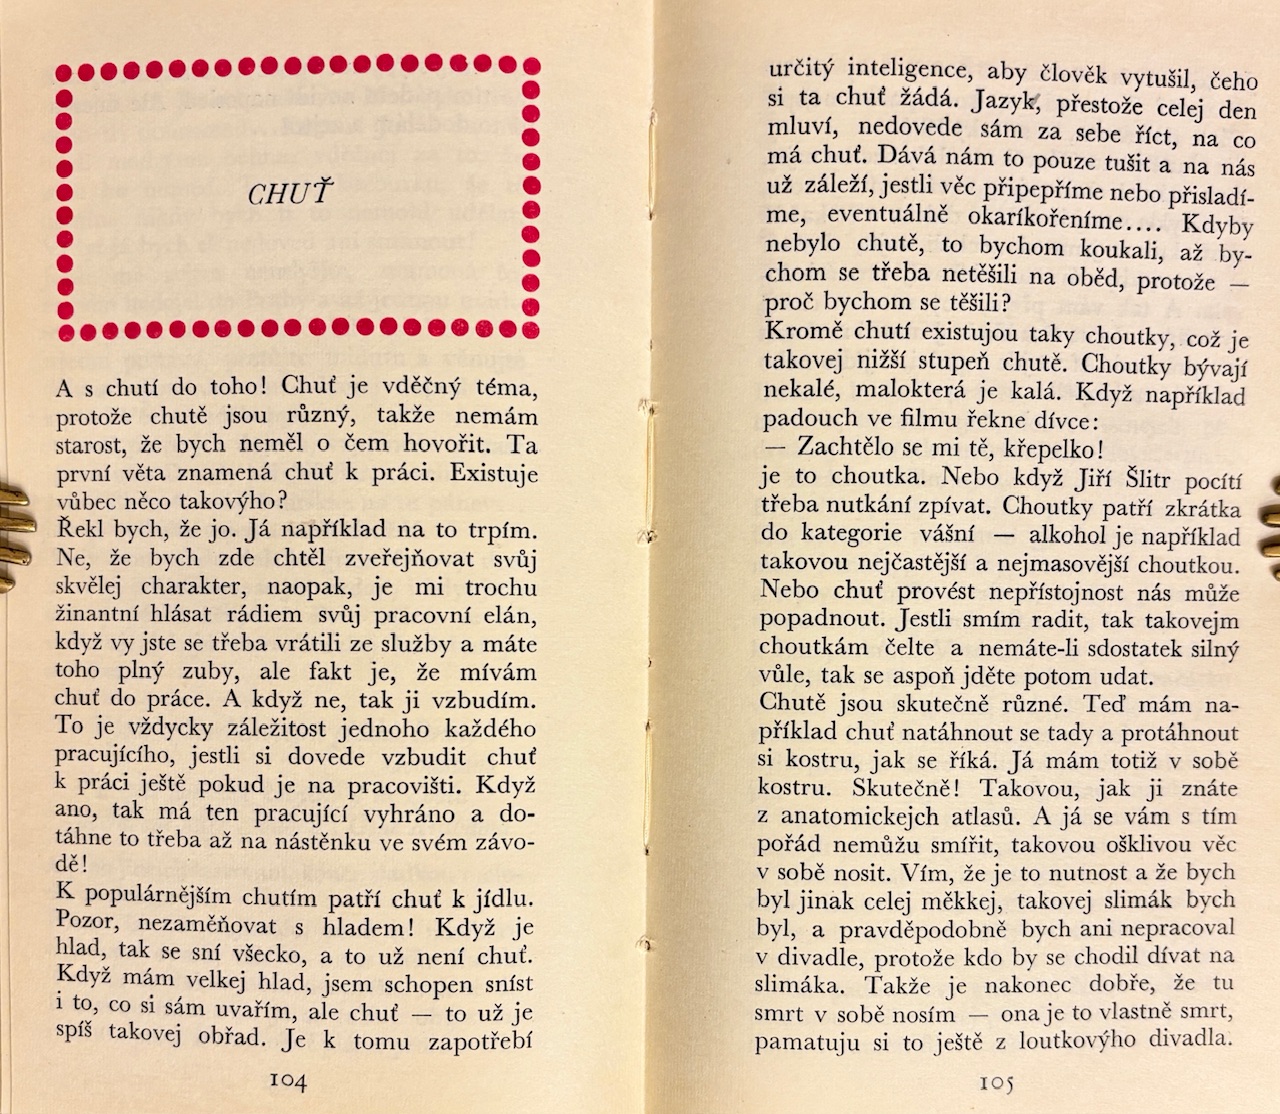 CHUŤ
A s chutí do toho! Chuť je vděčný téma,
protože chutě jsou různý, takže nemám
starost, že bych neměl o čem hovořit. Ta
první věta znamená chuť k práci. Existuje
vůbec něco takovýho?
Řekl bych, že jo. Já například na to trpím.
Ne, že bych zde chtěl zveřejňovat svůj
skvělej charakter, naopak, je mi trochu
žinantní hlásat rádiem svůj pracovní elán,
když vy jste se třeba vrátili ze služby a máte
toho plný zuby, ale fakt je, že mívám
chuť do práce. A když ne, tak ji vzbudím.
To je vždycky záležitost jednoho každého
pracujícího, jestli si dovede vzbudit chuť
k práci ještě pokud je na pracovišti. Když
ano, tak má ten pracující vyhráno a do-
táhne to třeba až na nástěnku ve svém závo-
dě!
K populárnějším chutím patří chuť k jídlu.
Pozor, nezaměňovat s hladem! Když je
hlad, tak se sní všecko, a to už není chuť.
Když mám velkej hlad, jsem schopen sníst
i to, co si sám uvařím, ale chuť — to už je
spíš takovej obřad. Je k tomu zapotřebí
104
určitý inteligence, aby člověk vytušil, čeho
si ta chuť žádá. Jazyk, přestože celej den
mluví, nedovede sám za sebe říct, na co
má chuť. Dává nám to pouze tušit a na nás
už záleží, jestli věc připepříme nebo přisladí-
me, eventuálně okaríkořeníme.... Kdyby
nebylo chutě, to bychom koukali, až by-
chom se třeba netěšili na oběd, protože —
proč bychom se těšili?
Kromě chutí existujou taky choutky, což je
takovej nižší stupeň chutě. Choutky bývají
nekalé, malokterá je kalá. Když například
padouch ve filmu řekne dívce:
— Zachtělo se mi tě, křepelko!
je to choutka. Nebo když Jiří Šlitr pocítí
třeba nutkání zpívat. Choutky patří zkrátka
do kategorie vášní — alkohol je například
takovou nejčastější a nejmasovější choutkou.
Nebo chuť provést nepřístojnost nás může
popadnout. Jestli smím radit, tak takovejm
choutkám čelte a nemáte-li sdostatek silný
vůle, tak se aspoň jděte potom udat.
Chutě jsou skutečně různé. Teď mám na-
příklad chuť natáhnout se tady a protáhnout
si kostru, jak se říká. Já mám totiž v sobě
kostru. Skutečně! Takovou, jak ji znáte
z anatomickejch atlasů. A já se vám s tím
pořád nemůžu smířit, takovou ošklivou věc
v sobě nosit. Vím, že je to nutnost a že bych
byl jinak celej měkkej, takovej slimák bych
byl, a pravděpodobně bych ani nepracoval
v divadle, protože kdo by se chodil dívat na
slimáka. Takže je nakonec dobře, že tu
smrt v sobě nosím — ona je to vlastně smrt,
pamatuju si to ještě z loutkovýho divadla.
105